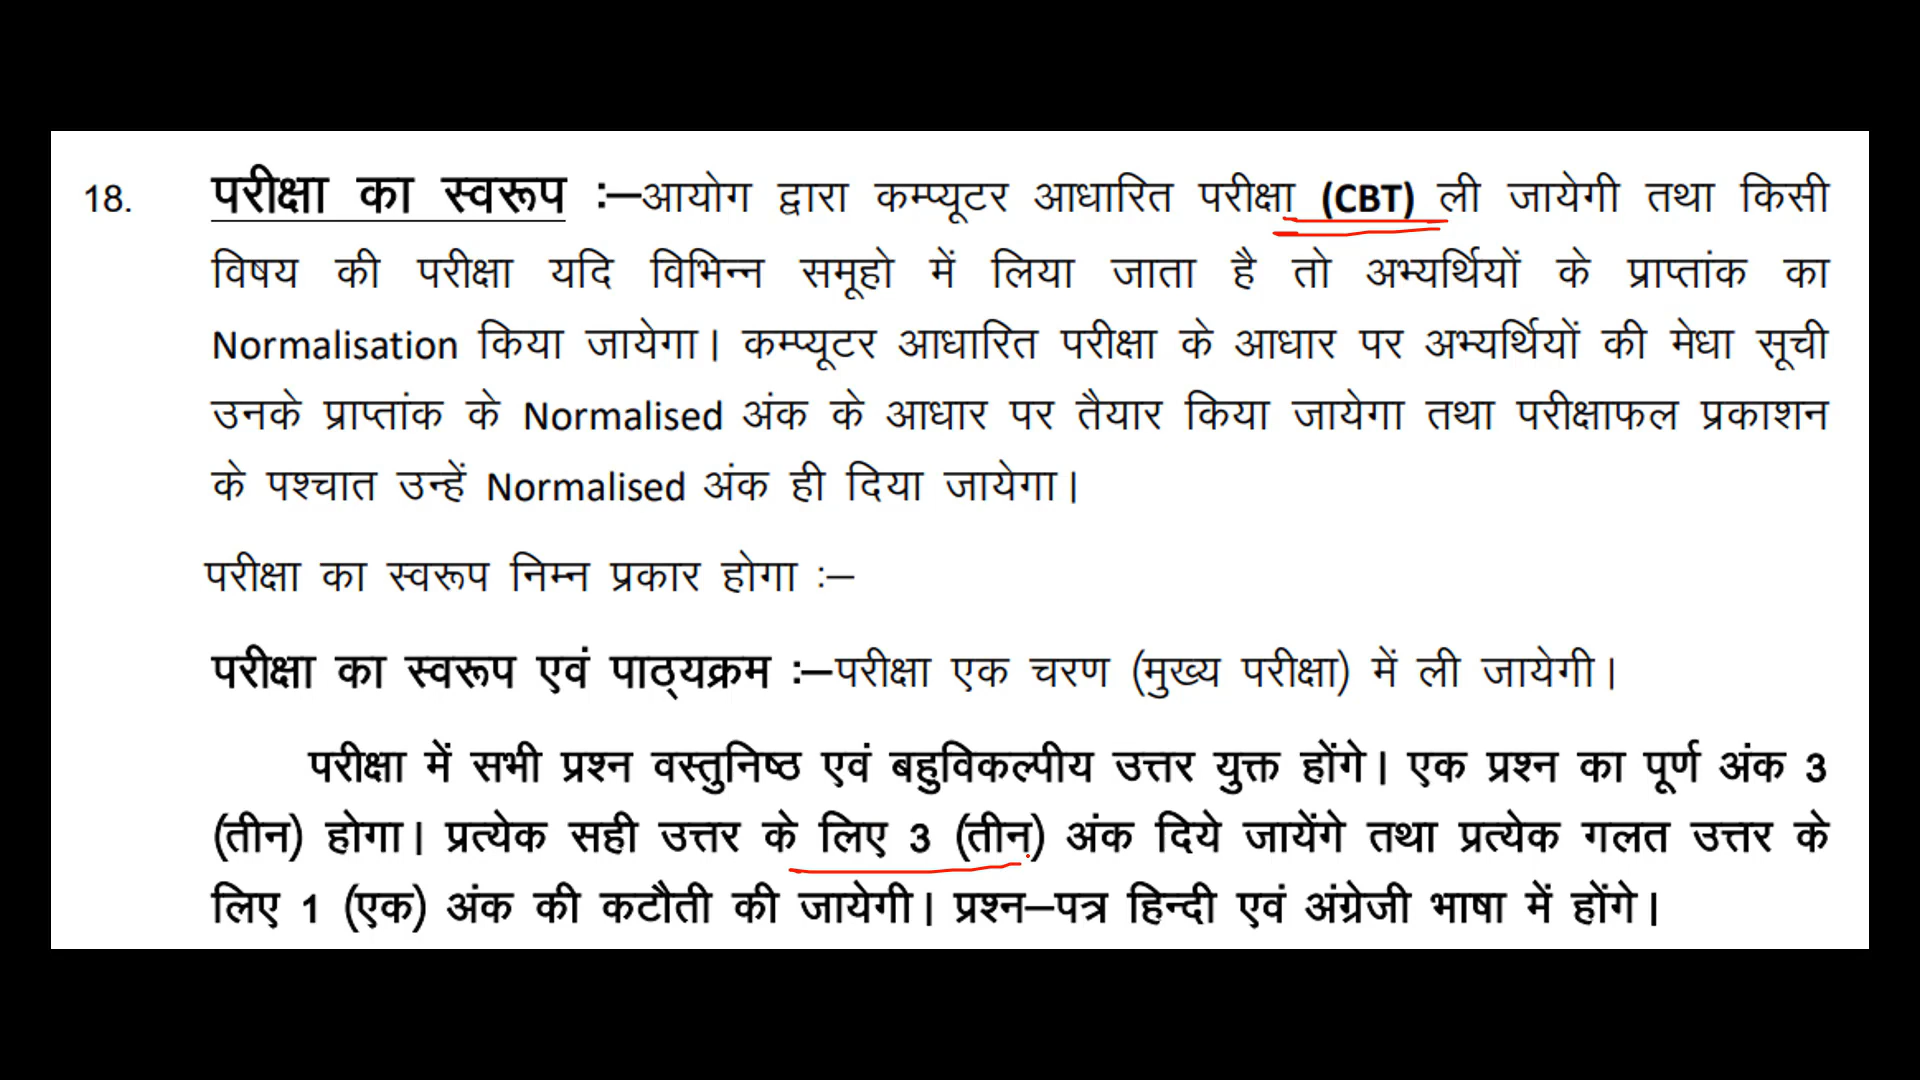 18. परीक्षा का स्वरूप :–आयोग द्वारा कम्प्यूटर आधारित परीक्षा (CBT) ली जायेगी तथा किसी
विषय की परीक्षा यदि विभिन्न समूहो में लिया जाता है तो अभ्यर्थियों के प्राप्तांक का
Normalisation किया जायेगा। कम्प्यूटर आधारित परीक्षा के आधार पर अभ्यर्थियों की मेधा सूची
उनके प्राप्तांक के Normalised अंक के आधार पर तैयार किया जायेगा तथा परीक्षाफल प्रकाशन
के पश्चात उन्हें Normalised अंक ही दिया जायेगा।
परीक्षा का स्वरूप निम्न प्रकार होगा :–
परीक्षा का स्वरूप एवं पाठ्यक्रम :–परीक्षा एक चरण (मुख्य परीक्षा) में ली जायेगी।
परीक्षा में सभी प्रश्न वस्तुनिष्ठ एवं बहुविकल्पीय उत्तर युक्त होंगे। एक प्रश्न का पूर्ण अंक 3
(तीन) होगा। प्रत्येक सही उत्तर के लिए 3 (तीन) अंक दिये जायेंगे तथा प्रत्येक गलत उत्तर के
लिए 1 (एक) अंक की कटौती की जायेगी। प्रश्न–पत्र हिन्दी एवं अंग्रेजी भाषा में होंगे।